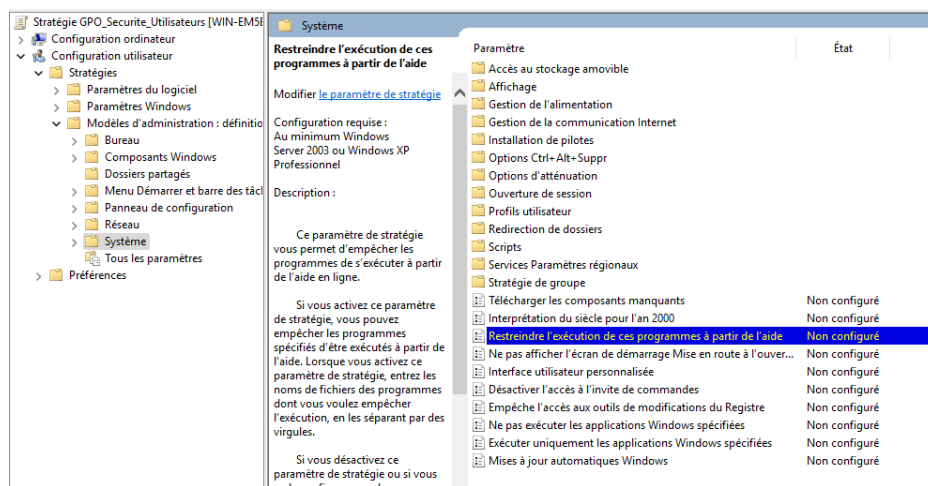 Stratégie GPO_Securite_Utilisateurs [WIN-EM5E
Configuration ordinateur
Configuration utilisateur
Stratégies
Paramètres du logiciel
Paramètres Windows
Modèles d'administration : définitio
Bureau
Composants Windows
Dossiers partagés
Menu Démarrer et barre des tâcl
Panneau de configuration
Réseau
Système
Tous les paramètres
Préférences
Système
Restreindre l'exécution de ces
programmes à partir de l'aide
Modifier le paramètre de stratégie
Configuration requise :
Au minimum Windows
Server 2003 ou Windows XP
Professionnel
Description :
Ce paramètre de stratégie
vous permet d'empêcher les
programmes de s'exécuter à partir
de l'aide en ligne.
Si vous activez ce paramètre
de stratégie, vous pouvez
empêcher les programmes
spécifiés d'être exécutés à partir de
l'aide. Lorsque vous activez ce
paramètre de stratégie, entrez les
noms de fichiers des programmes
dont vous voulez empêcher
l'exécution, en les séparant par des
virgules.
Si vous désactivez ce
paramètre de stratégie ou si vous
Paramètre État
Accès au stockage amovible
Affichage
Gestion de l'alimentation
Gestion de la communication Internet
Installation de pilotes
Options Ctrl+Alt+Suppr
Options d'atténuation
Ouverture de session
Profils utilisateur
Redirection de dossiers
Scripts
Services Paramètres régionaux
Stratégie de groupe
Télécharger les composants manquants Non configuré
Interprétation du siècle pour l'an 2000 Non configuré
Restreindre l'exécution de ces programmes à partir de l'aide Non configuré
Ne pas afficher l'écran de démarrage Mise en route à l'ouver... Non configuré
Interface utilisateur personnalisée Non configuré
Désactiver l'accès à l'invite de commandes Non configuré
Empêche l'accès aux outils de modifications du Registre Non configuré
Ne pas exécuter les applications Windows spécifiées Non configuré
Exécuter uniquement les applications Windows spécifiées Non configuré
Mises à jour automatiques Windows Non configuré